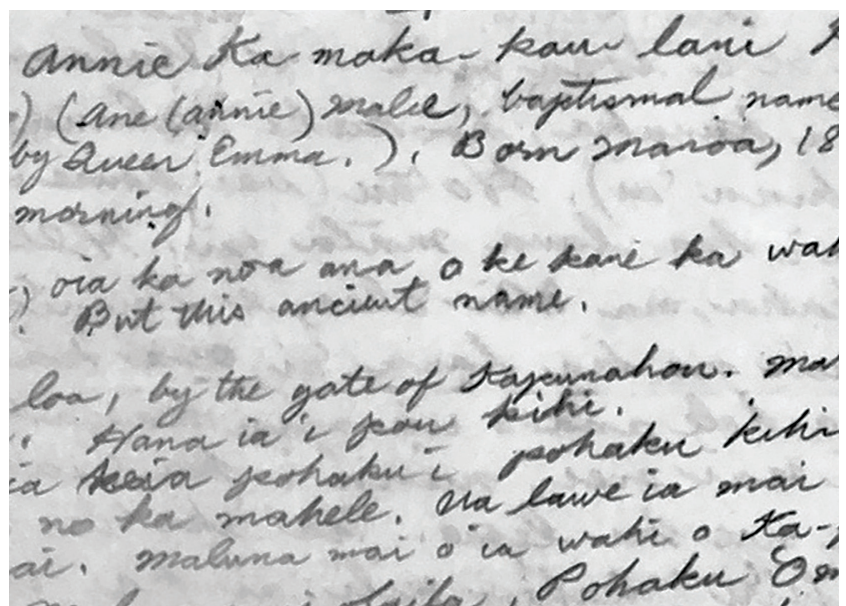 Annie Ka maka-kau-lani
) (Ane (Annie) Malie, baptismal name
by Queen Emma.). Born Manoa, 18
morning.
, oia ka noa ana o ke kane ka wah
). But this ancient name.
loa, by the gate of Kapunahou. ma
. Hana ia'i pou kihi.
ia keia pohaku i pohaku kihi
no ka mahele. Ua lawe ia mai
ai. Maluna mai o ia wahi o Ka-
Pohaku